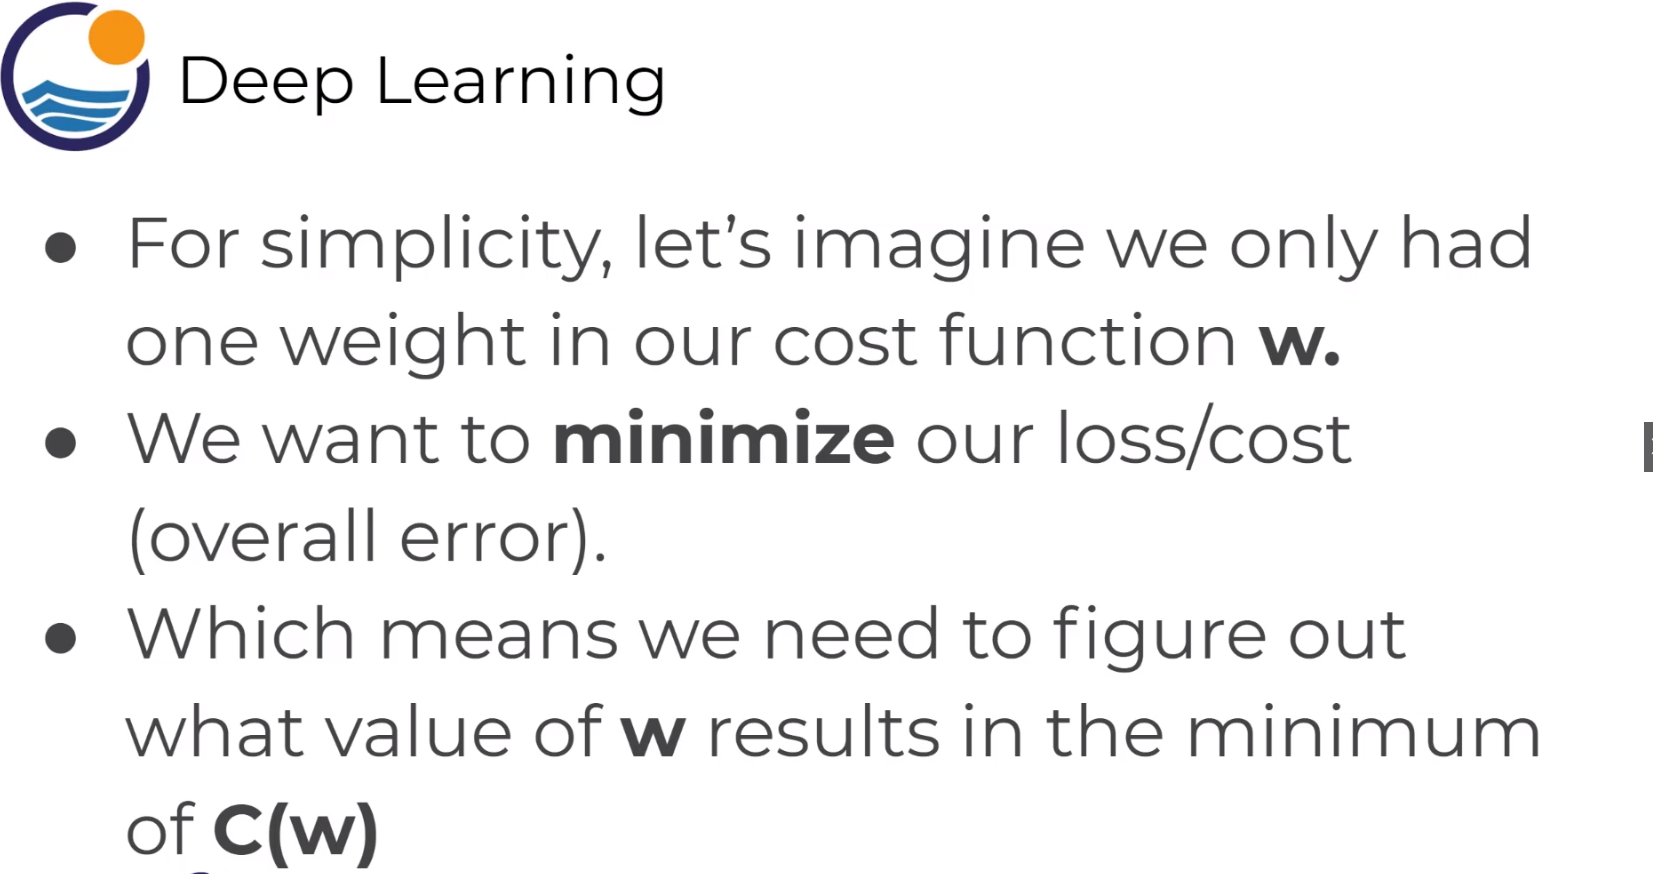 Deep Learning
● For simplicity, let’s imagine we only had
one weight in our cost function w.
● We want to minimize our loss/cost
(overall error).
● Which means we need to figure out
what value of w results in the minimum
of C(w)